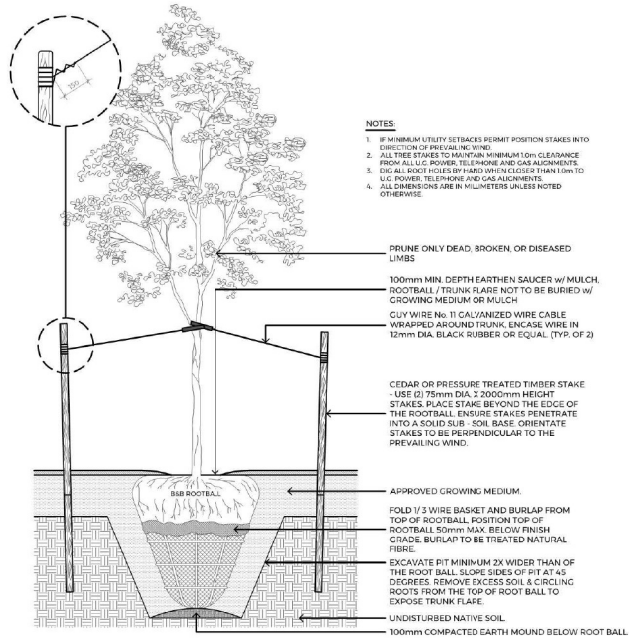 150
NOTES:
1. IF MINIMUM UTILITY SETBACKS PERMIT POSITION STAKES INTO
DIRECTION OF PREVAILING WIND.
2. ALL TREE STAKES TO MAINTAIN MINIMUM 1.0m CLEARANCE
FROM ALL U.G. POWER, TELEPHONE AND GAS ALIGNMENTS.
3. DIG ALL ROOT HOLES BY HAND WHEN CLOSER THAN 1.0m TO
U.G. POWER, TELEPHONE AND GAS ALIGNMENTS.
4. ALL DIMENSIONS ARE IN MILLIMETERS UNLESS NOTED
OTHERWISE.
PRUNE ONLY DEAD, BROKEN, OR DISEASED
LIMBS
100mm MIN. DEPTH EARTHEN SAUCER w/ MULCH,
ROOTBALL / TRUNK FLARE NOT TO BE BURIED w/
GROWING MEDIUM OR MULCH
GUY WIRE No. 11 GALVANIZED WIRE CABLE
WRAPPED AROUND TRUNK, ENCASE WIRE IN
12mm DIA. BLACK RUBBER OR EQUAL. (TYP. OF 2)
CEDAR OR PRESSURE TREATED TIMBER STAKE
- USE (2) 75mm DIA. Σ 2000mm HEIGHT
STAKES. PLACE STAKE BEYOND THE EDGE OF
THE ROOTBALL. ENSURE STAKES PENETRATE
INTO A SOLID SUB - SOIL BASE. ORIENTATE
STAKES TO BE PERPENDICULAR TO THE
PREVAILING WIND.
B&B ROOTBALL
APPROVED GROWING MEDIUM.
FOLD 1/ 3 WIRE BASKET AND BURLAP FROM
TOP OF ROOTBALL, POSITION TOP OF
ROOTBALL 50mm MAX. BELOW FINISH
GRADE. BURLAP TO BE TREATED NATURAL
FIBRE.
EXCAVATE PIT MINIMUM 2X WIDER THAN OF
THE ROOT BALL. SLOPE SIDES OF PIT AT 45
DEGREES. REMOVE EXCESS SOIL & CIRCLING
ROOTS FROM THE TOP OF ROOT BALL TO
EXPOSE TRUNK FLARE.
UNDISTURBED NATIVE SOIL.
100mm COMPACTED EARTH MOUND BELOW ROOT BALL